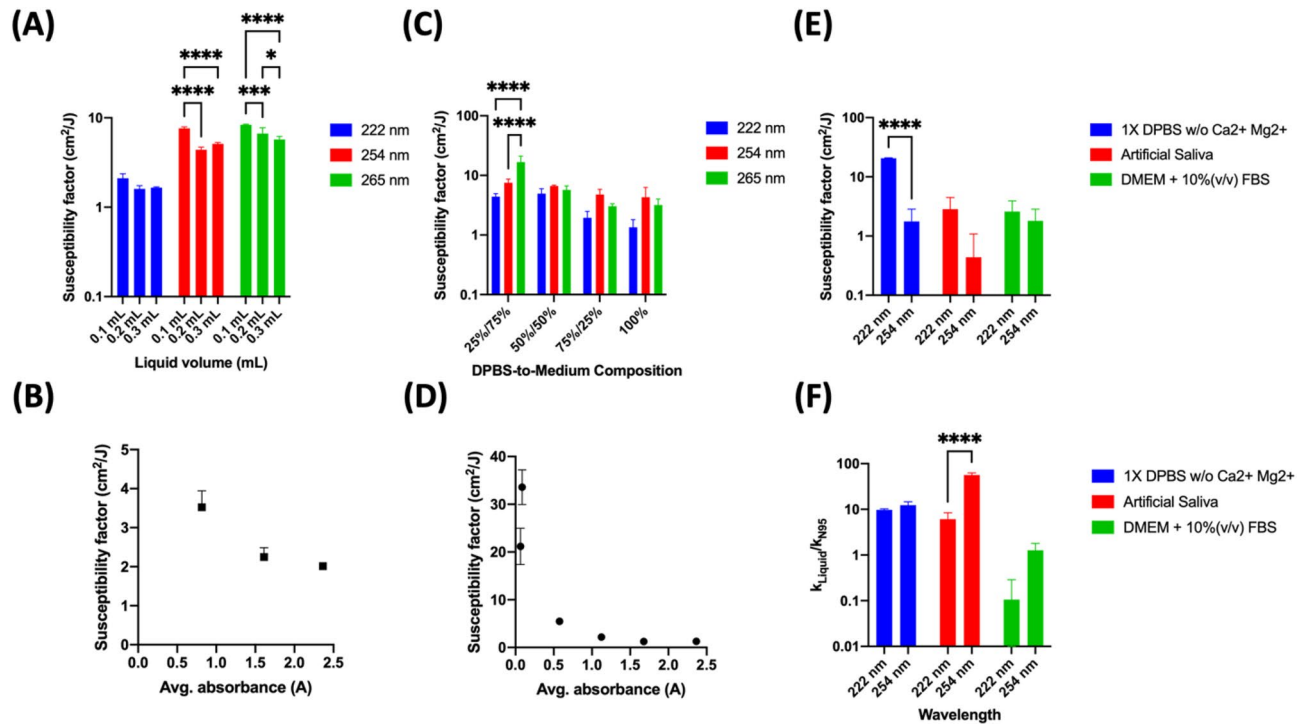 (A)
Susceptibility factor (cm²/J)
10
1
0.1
****
****
****
***
****
*
0.1 mL
0.2 mL
0.3 mL
0.1 mL
0.2 mL
0.3 mL
0.1 mL
0.2 mL
0.3 mL
Liquid volume (mL)
222 nm
254 nm
265 nm
(C)
Susceptibility factor (cm²/J)
100
10
1
0.1
****
****
25%/75%
50%/50%
75%/25%
100%
DPBS-to-Medium Composition
222 nm
254 nm
265 nm
(E)
Susceptibility factor (cm²/J)
100
10
1
0.1
****
222 nm
254 nm
222 nm
254 nm
222 nm
254 nm
1X DPBS w/o Ca2+ Mg2+
Artificial Saliva
DMEM + 10%(v/v) FBS
(B)
Susceptibility factor (cm²/J)
5
4
3
2
1
0
0.0 0.5 1.0 1.5 2.0 2.5
Avg. absorbance (A)
(D)
Susceptibility factor (cm²/J)
40
30
20
10
0
0.0 0.5 1.0 1.5 2.0 2.5
Avg. absorbance (A)
(F)
kLiquid/kN95
100
10
1
0.1
0.01
****
222 nm
254 nm
222 nm
254 nm
222 nm
254 nm
Wavelength
1X DPBS w/o Ca2+ Mg2+
Artificial Saliva
DMEM + 10%(v/v) FBS